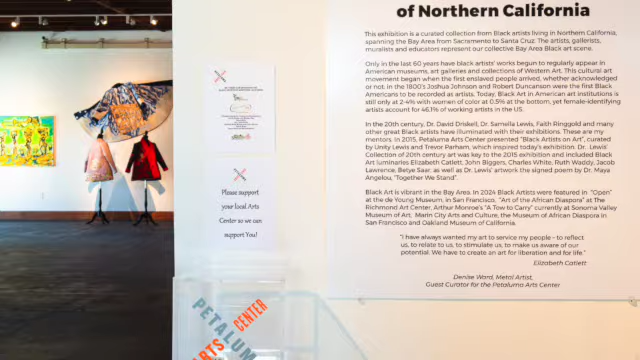 of Northern California
This exhibition is a curated collection from Black artists living in Northern California,
spanning the Bay Area from Sacramento to Santa Cruz. The artists, gallerists,
muralists and educators represent our collective Bay Area Black art scene.
Only in the last 60 years have black artists' works begun to regularly appear in
American museums, art galleries and collections of Western Art. This cultural art
movement began when the first enslaved people arrived, whether acknowledged
or not. In the 1800's Joshua Johnson and Robert Duncanson were the first Black
Americans to be recorded as artists. Today, Black Art in American art institutions is
still only at 2-4% with women of color at 0.5% at the bottom, yet female-identifying
artists account for 46.1% of working artists in the US.
In the 20th century, Dr. David Driskell, Dr. Samella Lewis, Faith Ringgold and many
other great Black artists have illuminated with their exhibitions. These are my
mentors. In 2015, Petaluma Arts Center presented "Black Artists on Art", curated
by Unity Lewis and Trevor Parham, which inspired today's exhibition. Dr. Lewis'
Collection of 20th century art was key to the 2015 exhibition and included Black
Art luminaries Elizabeth Catlett, John Biggers, Charles White, Ruth Waddy, Jacob
Lawrence, Betye Saar, as well as Dr. Lewis' artwork the signed poem by Dr. Maya
Angelou, "Together We Stand".
Black Art is vibrant in the Bay Area. In 2024 Black Artists were featured in "Open"
at the de Young Museum, in San Francisco, "Art of the African Diaspora" at The
Richmond Art Center, Arthur Monroe's "A Tow to Carry" currently at Sonoma Valley
Museum of Art, Marin City Arts and Culture, the Museum of African Diaspora in
San Francisco and Oakland Museum of California.
"I have always wanted my art to service my people - to reflect
us, to relate to us, to stimulate us, to make us aware of our
potential. We have to create an art for liberation and for life."
Elizabeth Catlett
Denise Ward, Metal Artist,
Guest Curator for the Petaluma Arts Center
Please support
your local Arts
Center so we can
support You!
PETALUMA
ARTS CENTER